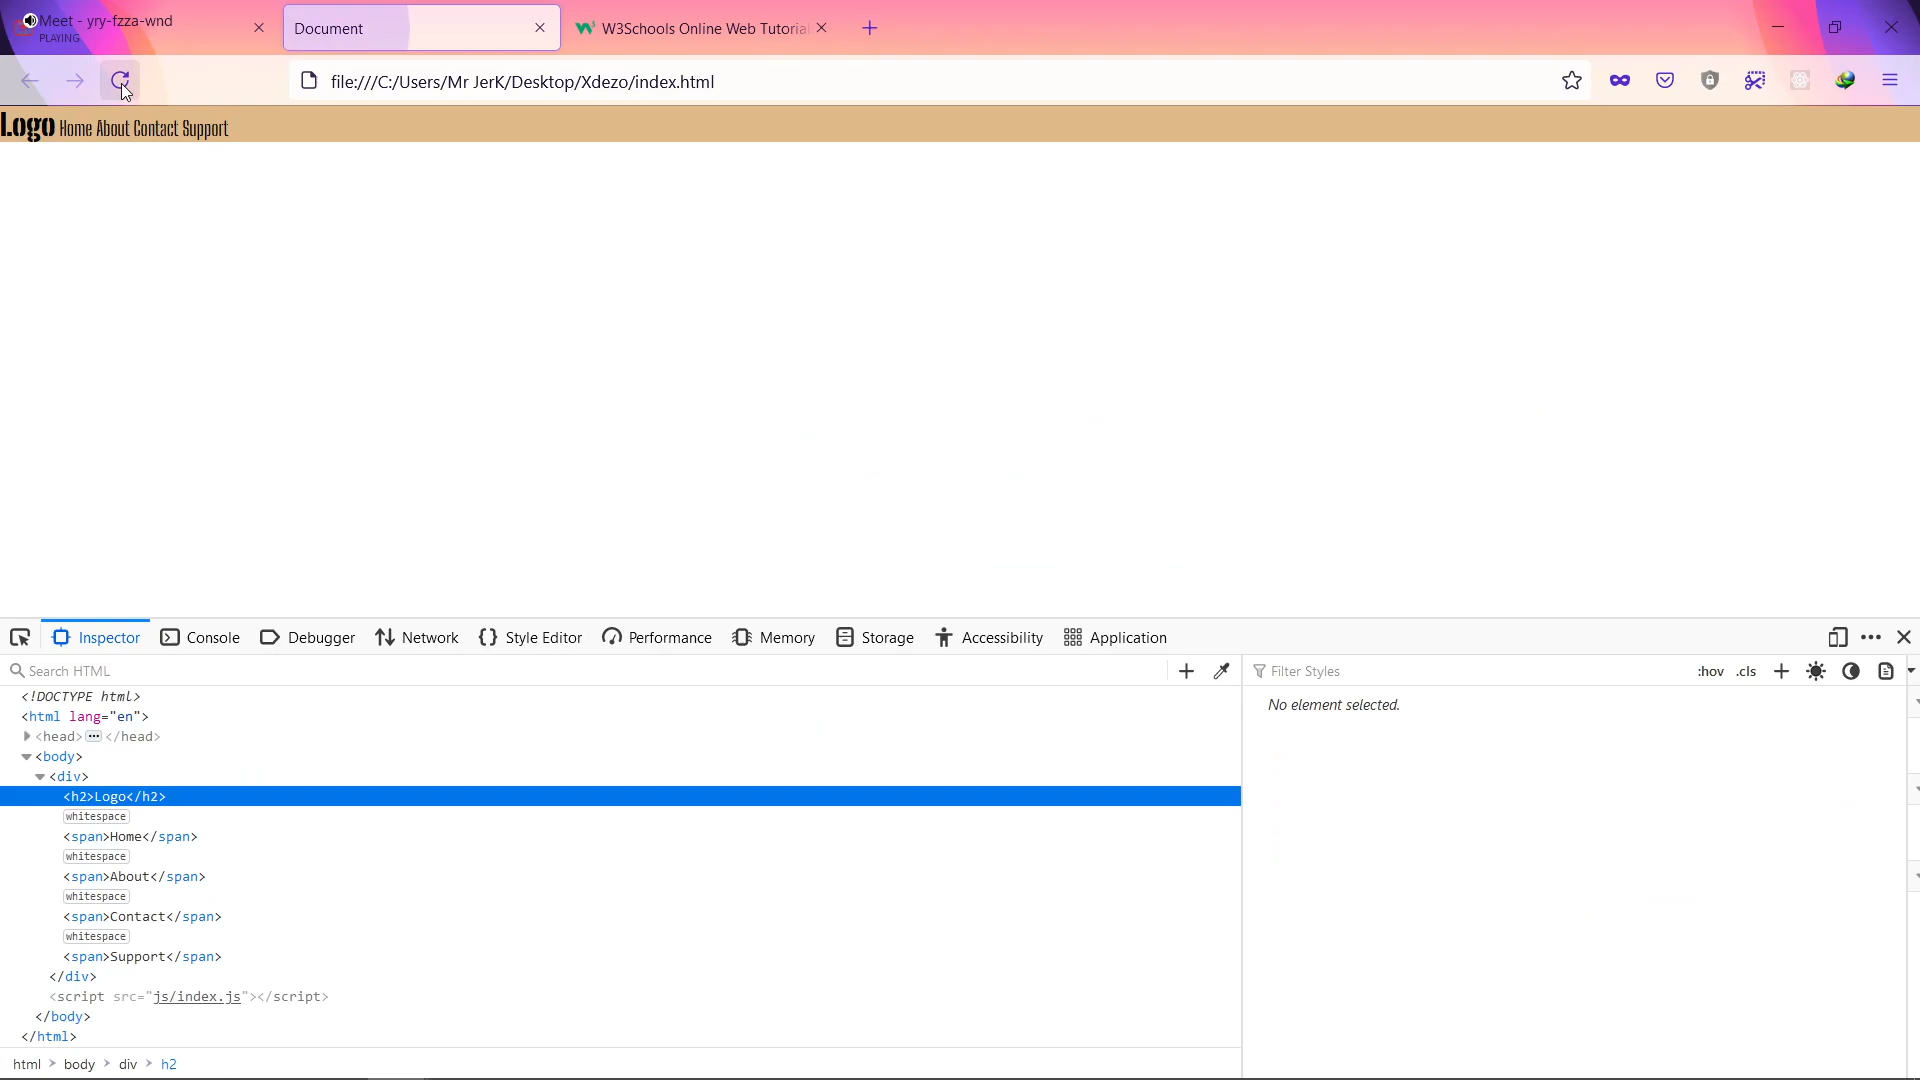 Meet - yry-fzza-wnd
PLAYING
Document
W3Schools Online Web Tutorial
file:///C:/Users/Mr JerK/Desktop/Xdezo/index.html
Logo Home About Contact Support
Inspector Console Debugger Network Style Editor Performance Memory Storage Accessibility Application
Search HTML
Filter Styles
:hov .cls
No element selected.
<!DOCTYPE html>
<html lang="en">
<head> ••• </head>
<body>
<div>
<h2>Logo</h2>
whitespace
<span>Home</span>
whitespace
<span>About</span>
whitespace
<span>Contact</span>
whitespace
<span>Support</span>
</div>
<script src="js/index.js"></script>
</body>
</html>
html > body > div > h2